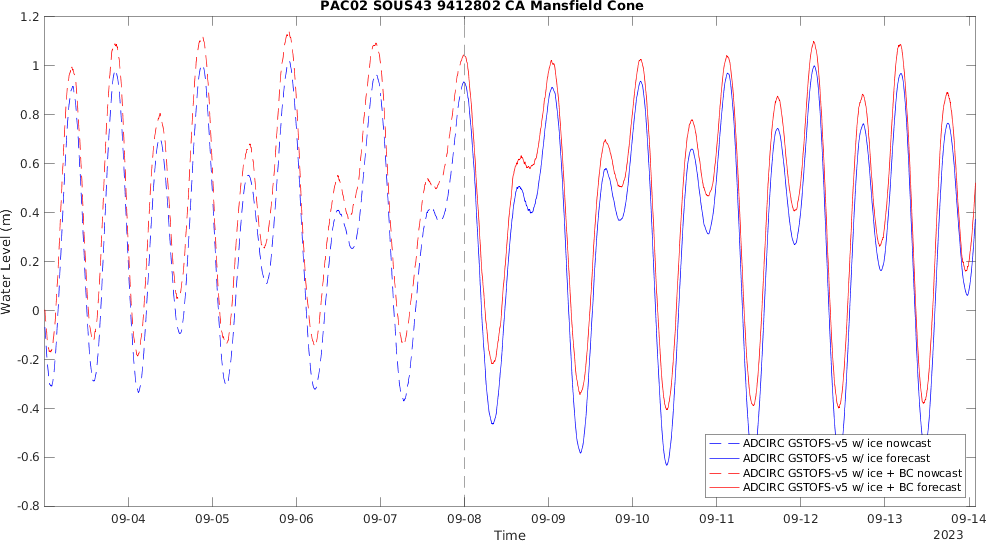 PAC02 SOUS43 9412802 CA Mansfield Cone
1.2
1
0.8
0.6
0.4
0.2
0
-0.2
-0.4
-0.6
-0.8
Water Level (m)
ADCIRC GSTOFS-v5 w/ ice nowcast
ADCIRC GSTOFS-v5 w/ ice forecast
ADCIRC GSTOFS-v5 w/ ice + BC nowcast
ADCIRC GSTOFS-v5 w/ ice + BC forecast
09-04 09-05 09-06 09-07 09-08 09-09 09-10 09-11 09-12 09-13 09-14
Time
2023